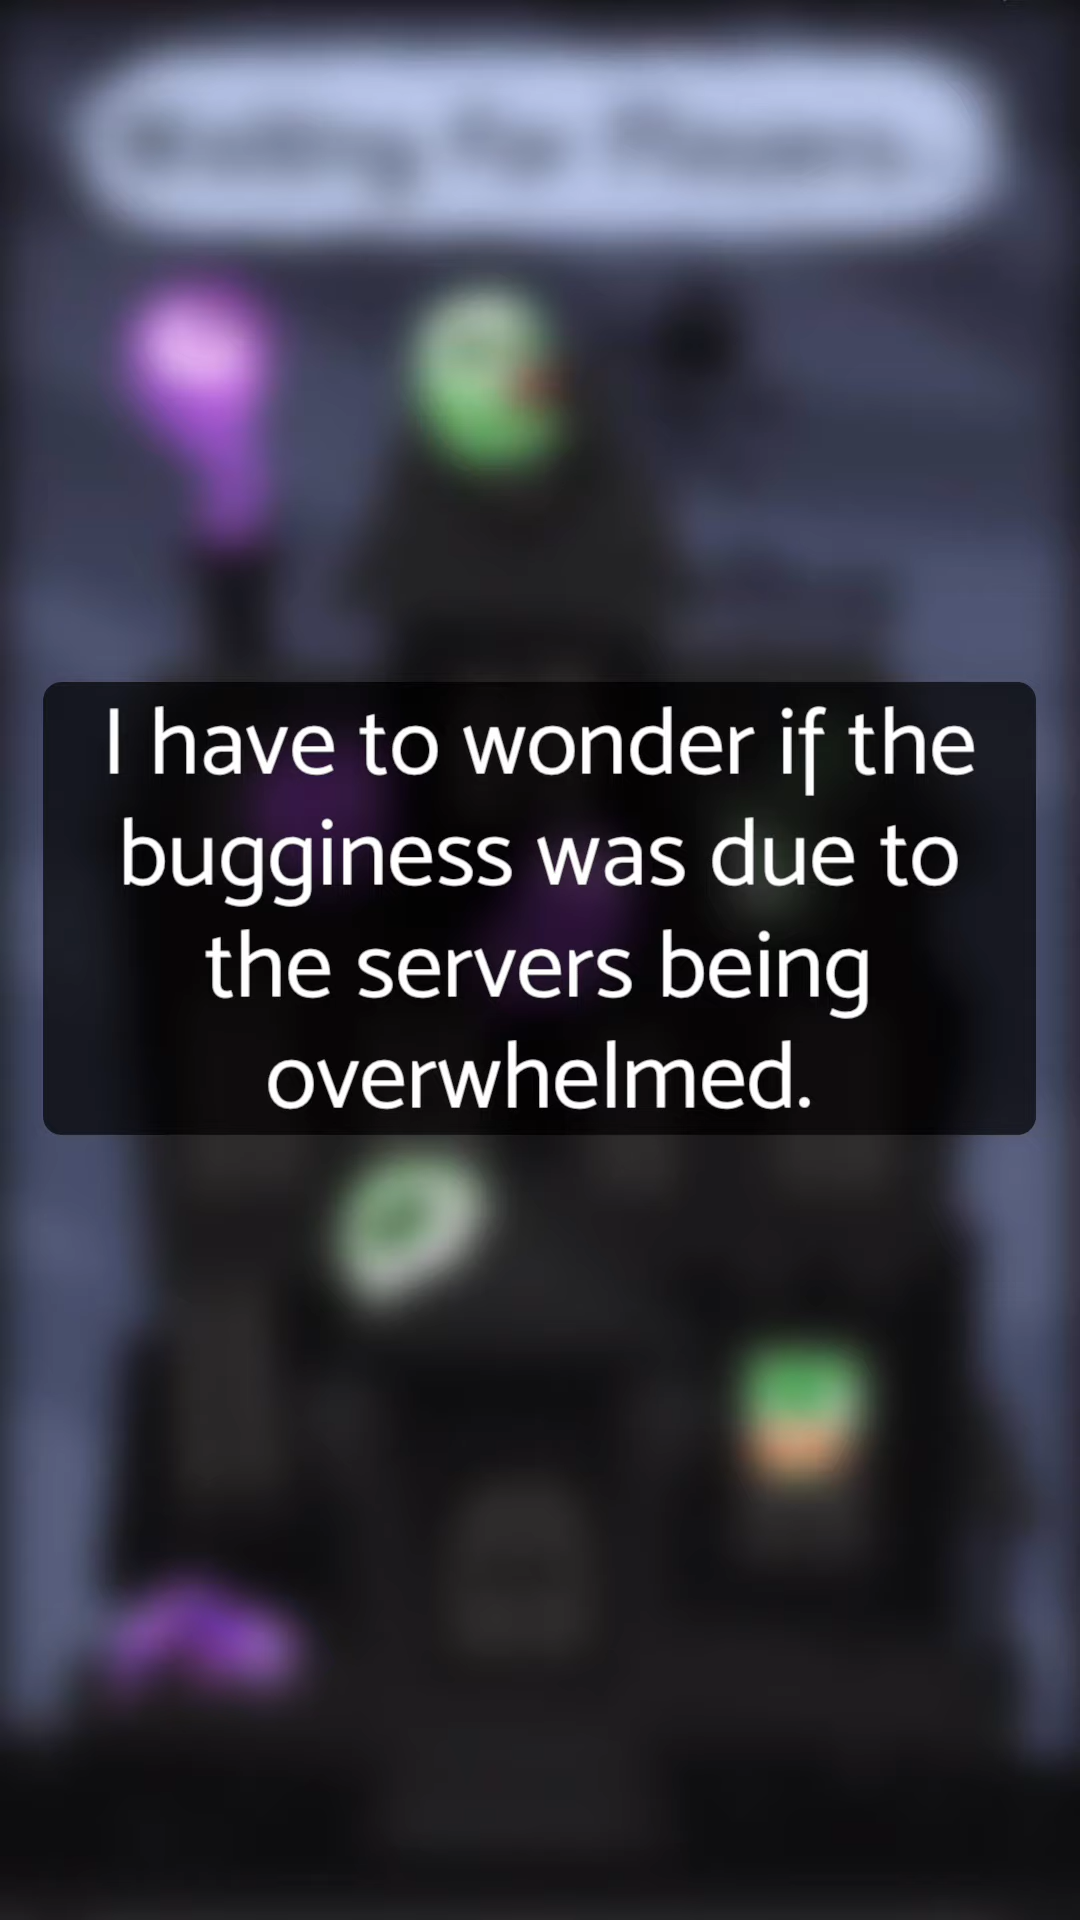 I have to wonder if the
bugginess was due to
the servers being
overwhelmed.